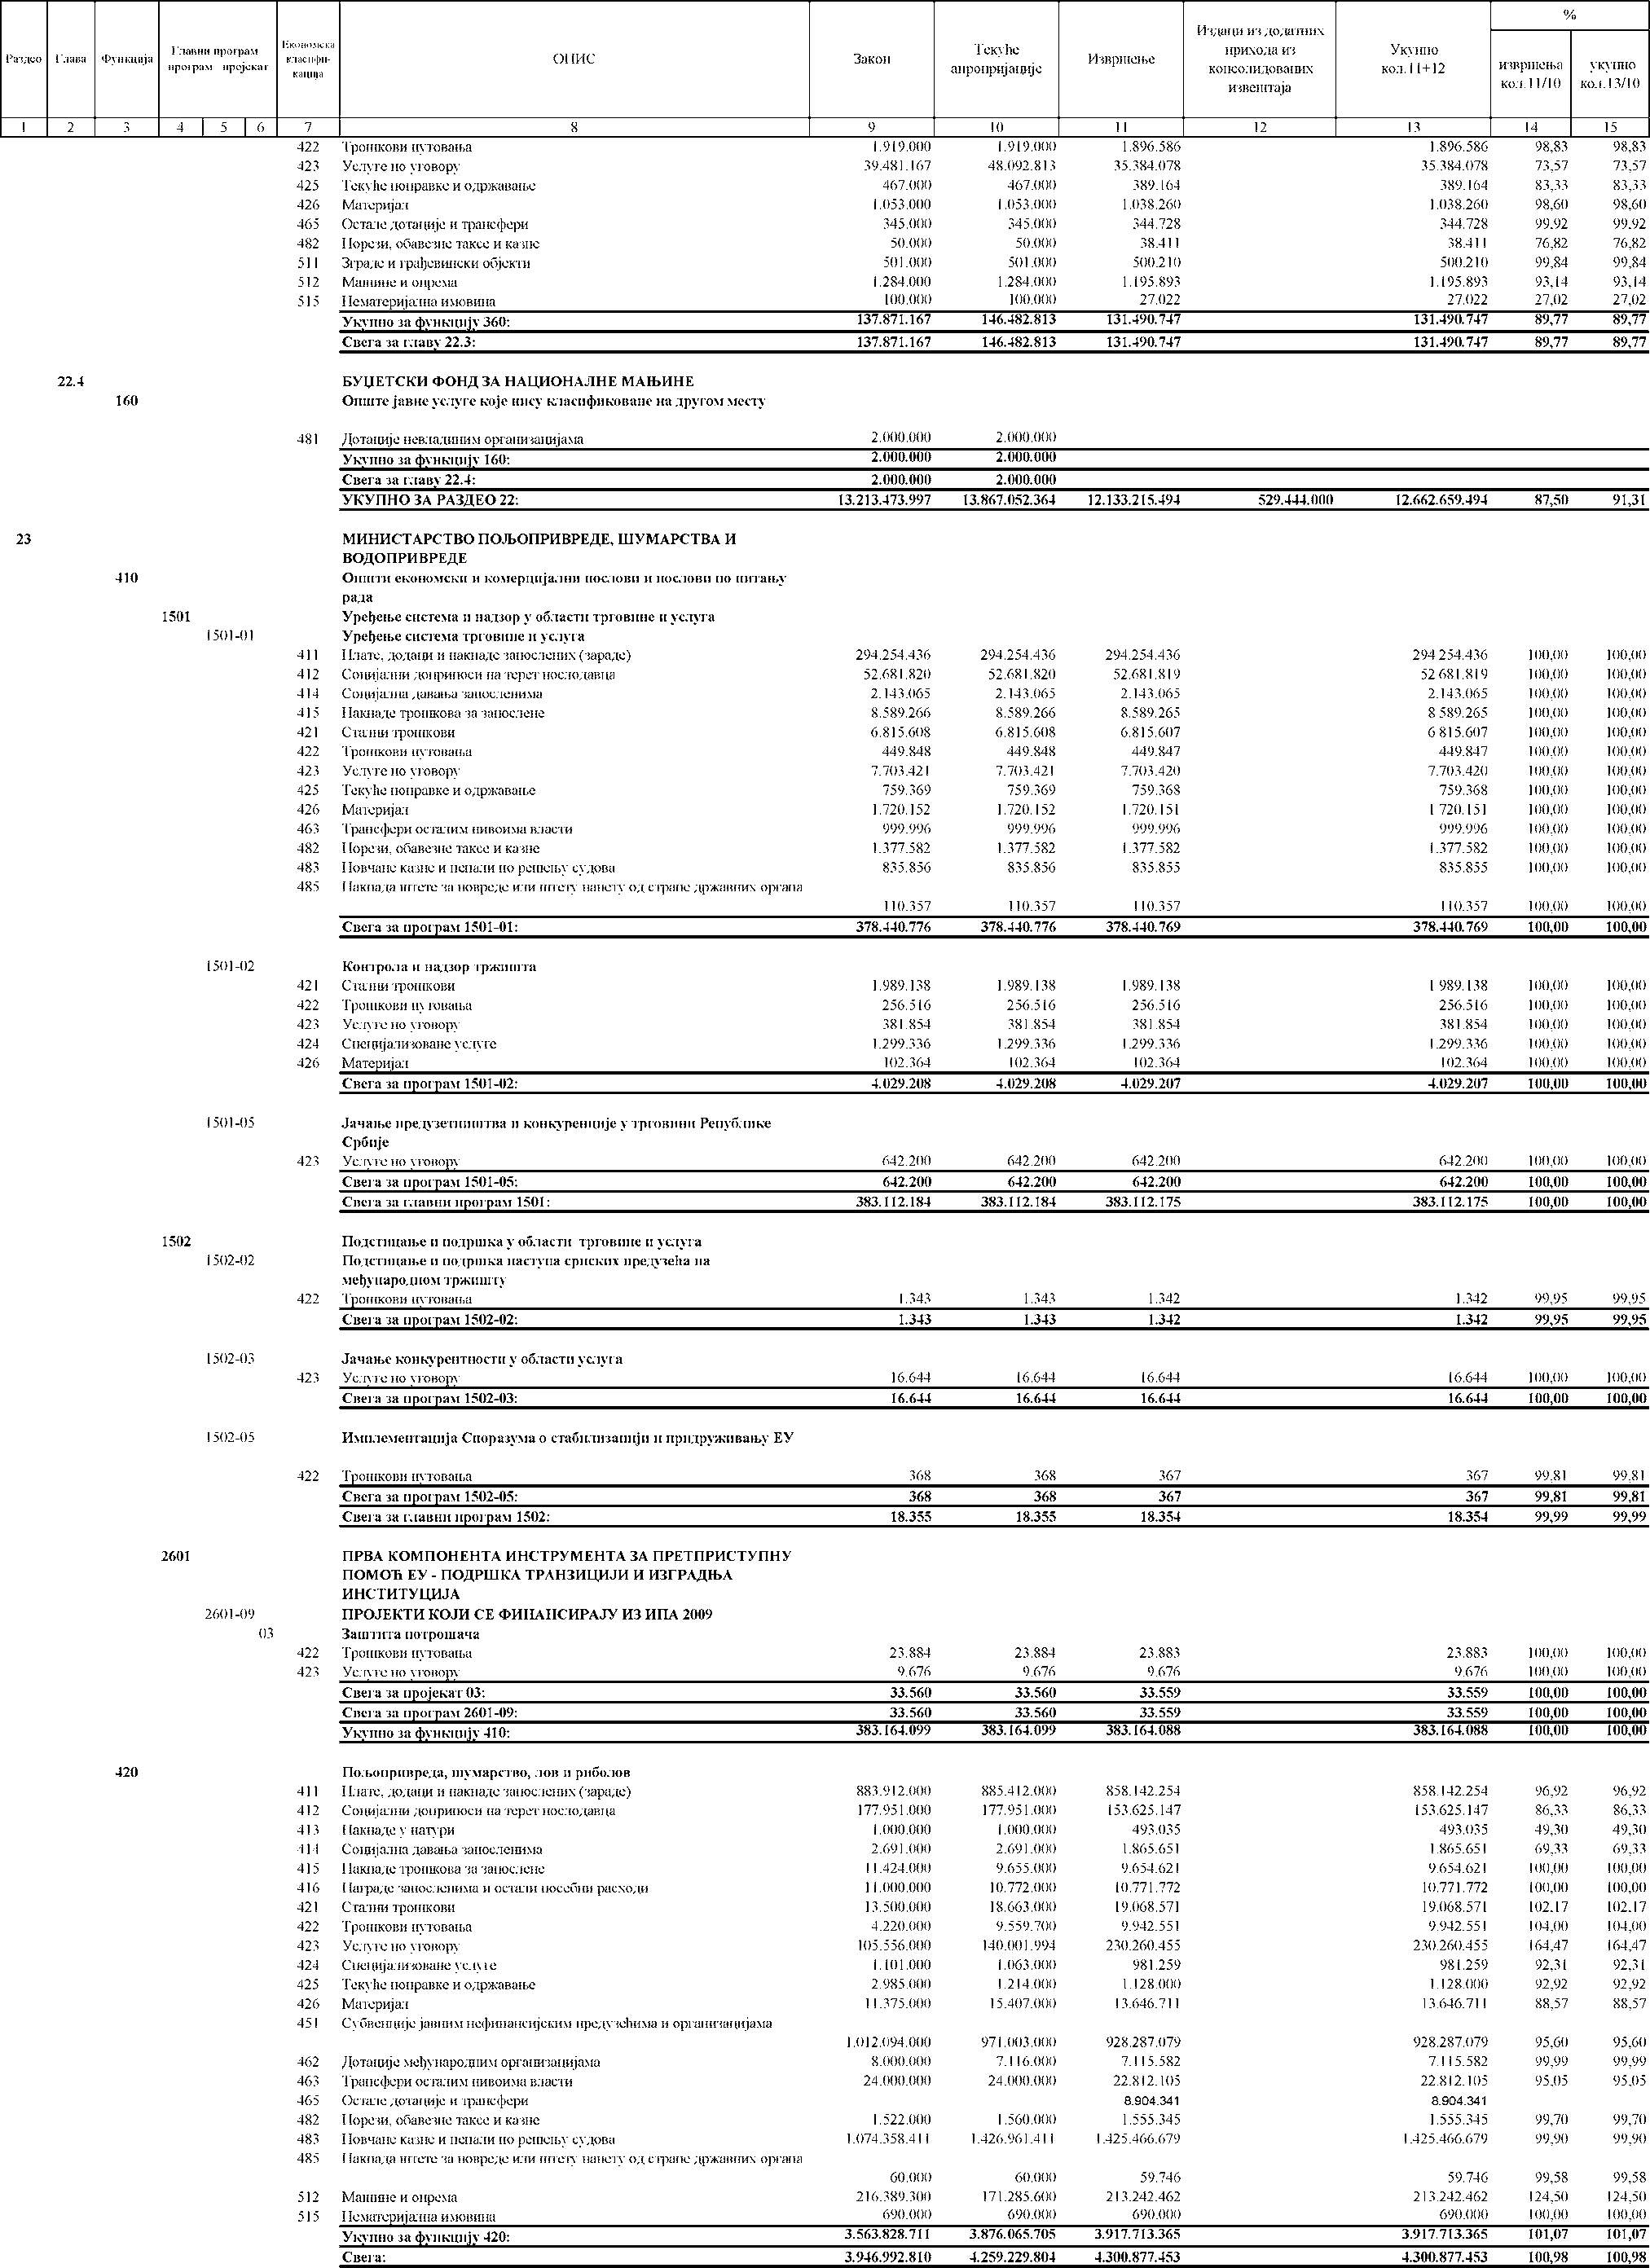 %
Раздео Глава Функција Главни програм Економска класифи- кација ОПИС Закон Текуће апропријације Извршење Издаци из додатних прихода из консолидованих извештаја Укупно кол.11+12 извршења кол.11/10 укупно кол.13/10
програм пројекат
1 2 3 4 5 6 7 8 9 10 11 12 13 14 15
422 Трошкови путовања 1.919.000 1.919.000 1.896.586 1.896.586 98,83 98,83
423 Услуге по уговору 39.481.167 48.092.813 35.384.078 35.384.078 73,57 73,57
425 Текуће поправке и одржавање 467.000 467.000 389.164 389.164 83,33 83,33
426 Материјал 1.053.000 1.053.000 1.038.260 1.038.260 98,60 98,60
465 Остале дотације и трансфери 345.000 345.000 344.728 344.728 99,92 99,92
482 Порези, обавезне таксе и казне 50.000 50.000 38.411 38.411 76,82 76,82
511 Зграде и грађевински објекти 501.000 501.000 500.210 500.210 99,84 99,84
512 Машине и опрема 1.284.000 1.284.000 1.195.893 1.195.893 93,14 93,14
515 Нематеријална имовина 100.000 100.000 27.022 27.022 27,02 27,02
Укупно за функцију 360: 137.871.167 146.482.813 131.490.747 131.490.747 89,77 89,77
Свега за главу 22.3: 137.871.167 146.482.813 131.490.747 131.490.747 89,77 89,77
22.4 БУЏЕТСКИ ФОНД ЗА НАЦИОНАЛНЕ МАЊИНЕ
160 Опште јавне услуге које нису класификоване на другом месту
481 Дотације невладиним организацијама 2.000.000 2.000.000
Укупно за функцију 160: 2.000.000 2.000.000
Свега за главу 22.4: 2.000.000 2.000.000
УКУПНО ЗА РАЗДЕО 22: 13.213.473.997 13.867.052.364 12.133.215.494 529.444.000 12.662.659.494 87,50 91,31
23 МИНИСТАРСТВО ПОЉОПРИВРЕДЕ, ШУМАРСТВА И
ВОДОПРИВРЕДЕ
410 Општи економски и комерцијални послови и послови по питању
рада
1501 Уређење система и надзор у области трговине и услуга
1501-01 Уређење система трговине и услуга
411 Плате, додаци и накнаде запослених (зараде) 294.254.436 294.254.436 294.254.436 294.254.436 100,00 100,00
412 Социјални доприноси на терет послодавца 52.681.820 52.681.820 52.681.819 52.681.819 100,00 100,00
414 Социјална давања запосленима 2.143.065 2.143.065 2.143.065 2.143.065 100,00 100,00
415 Накнаде трошкова за запослене 8.589.266 8.589.266 8.589.265 8.589.265 100,00 100,00
421 Стални трошкови 6.815.608 6.815.608 6.815.607 6.815.607 100,00 100,00
422 Трошкови путовања 449.848 449.848 449.847 449.847 100,00 100,00
423 Услуге по уговору 7.703.421 7.703.421 7.703.420 7.703.420 100,00 100,00
425 Текуће поправке и одржавање 759.369 759.369 759.368 759.368 100,00 100,00
426 Материјал 1.720.152 1.720.152 1.720.151 1.720.151 100,00 100,00
463 Трансфери осталим нивоима власти 999.996 999.996 999.996 999.996 100,00 100,00
482 Порези, обавезне таксе и казне 1.377.582 1.377.582 1.377.582 1.377.582 100,00 100,00
483 Новчане казне и пенали по решењу судова 835.856 835.856 835.855 835.855 100,00 100,00
485 Накнада штете за повреде или штету нанету од стране државних органа
110.357 110.357 110.357 110.357 100,00 100,00
Свега за програм 1501-01: 378.440.776 378.440.776 378.440.769 378.440.769 100,00 100,00
1501-02 Контрола и надзор тржишта
421 Стални трошкови 1.989.138 1.989.138 1.989.138 1.989.138 100,00 100,00
422 Трошкови путовања 256.516 256.516 256.516 256.516 100,00 100,00
423 Услуге по уговору 381.854 381.854 381.854 381.854 100,00 100,00
424 Специјализоване услуге 1.299.336 1.299.336 1.299.336 1.299.336 100,00 100,00
426 Материјал 102.364 102.364 102.364 102.364 100,00 100,00
Свега за програм 1501-02: 4.029.208 4.029.208 4.029.207 4.029.207 100,00 100,00
1501-05 Јачање предузетништва и конкуренције у трговини Републике
Србије
423 Услуге по уговору 642.200 642.200 642.200 642.200 100,00 100,00
Свега за програм 1501-05: 642.200 642.200 642.200 642.200 100,00 100,00
Свега за главни програм 1501: 383.112.184 383.112.184 383.112.175 383.112.175 100,00 100,00
1502 Подстицање и подршка у области трговине и услуга
1502-02 Подстицање и подршка наступа српских предузећа на
међународном тржишту
422 Трошкови путовања 1.343 1.343 1.342 1.342 99,95 99,95
Свега за програм 1502-02: 1.343 1.343 1.342 1.342 99,95 99,95
1502-03 Јачање конкурентности у области услуга
423 Услуге по уговору 16.644 16.644 16.644 16.644 100,00 100,00
Свега за програм 1502-03: 16.644 16.644 16.644 16.644 100,00 100,00
1502-05 Имплементација Споразума о стабилизацији и придруживању ЕУ
422 Трошкови путовања 368 368 367 367 99,81 99,81
Свега за програм 1502-05: 368 368 367 367 99,81 99,81
Свега за главни програм 1502: 18.355 18.355 18.354 18.354 99,99 99,99
2601 ПРВА КОМПОНЕНТА ИНСТРУМЕНТА ЗА ПРЕТПРИСТУПНУ
ПОМОЋ ЕУ - ПОДРШКА ТРАНЗИЦИЈИ И ИЗГРАДЊА
ИНСТИТУЦИЈА
2601-09 ПРОЈЕКТИ КОЈИ СЕ ФИНАНСИРАЈУ ИЗ ИПА 2009
03 Заштита потрошача
422 Трошкови путовања 23.884 23.884 23.883 23.883 100,00 100,00
423 Услуге по уговору 9.676 9.676 9.676 9.676 100,00 100,00
Свега за пројекат 03: 33.560 33.560 33.559 33.559 100,00 100,00
Свега за програм 2601-09: 33.560 33.560 33.559 33.559 100,00 100,00
Укупно за функцију 410: 383.164.099 383.164.099 383.164.088 383.164.088 100,00 100,00
420 Пољопривреда, шумарство, лов и риболов
411 Плате, додаци и накнаде запослених (зараде) 883.912.000 885.412.000 858.142.254 858.142.254 96,92 96,92
412 Социјални доприноси на терет послодавца 177.951.000 177.951.000 153.625.147 153.625.147 86,33 86,33
413 Накнаде у натури 1.000.000 1.000.000 493.035 493.035 49,30 49,30
414 Социјална давања запосленима 2.691.000 2.691.000 1.865.651 1.865.651 69,33 69,33
415 Накнаде трошкова за запослене 11.424.000 9.655.000 9.654.621 9.654.621 100,00 100,00
416 Награде запосленима и остали посебни расходи 11.000.000 10.772.000 10.771.772 10.771.772 100,00 100,00
421 Стални трошкови 13.500.000 18.663.000 19.068.571 19.068.571 102,17 102,17
422 Трошкови путовања 4.220.000 9.559.700 9.942.551 9.942.551 104,00 104,00
423 Услуге по уговору 105.556.000 140.001.994 230.260.455 230.260.455 164,47 164,47
424 Специјализоване услуге 1.101.000 1.063.000 981.259 981.259 92,31 92,31
425 Текуће поправке и одржавање 2.985.000 1.214.000 1.128.000 1.128.000 92,92 92,92
426 Материјал 11.375.000 15.407.000 13.646.711 13.646.711 88,57 88,57
451 Субвенције јавним нефинансијским предузећима и организацијама
1.012.094.000 971.003.000 928.287.079 928.287.079 95,60 95,60
462 Дотације међународним организацијама 8.000.000 7.116.000 7.115.582 7.115.582 99,99 99,99
463 Трансфери осталим нивоима власти 24.000.000 24.000.000 22.812.105 22.812.105 95,05 95,05
465 Остале дотације и трансфери 8.904.341 8.904.341
482 Порези, обавезне таксе и казне 1.522.000 1.560.000 1.555.345 1.555.345 99,70 99,70
483 Новчане казне и пенали по решењу судова 1.074.358.411 1.426.961.411 1.425.466.679 1.425.466.679 99,90 99,90
485 Накнада штете за повреде или штету нанету од стране државних органа
60.000 60.000 59.746 59.746 99,58 99,58
512 Машине и опрема 216.389.300 171.285.600 213.242.462 213.242.462 124,50 124,50
515 Нематеријална имовина 690.000 690.000 690.000 690.000 100,00 100,00
Укупно за функцију 420: 3.563.828.711 3.876.065.705 3.917.713.365 3.917.713.365 101,07 101,07
Свега: 3.946.992.810 4.259.229.804 4.300.877.453 4.300.877.453 100,98 100,98